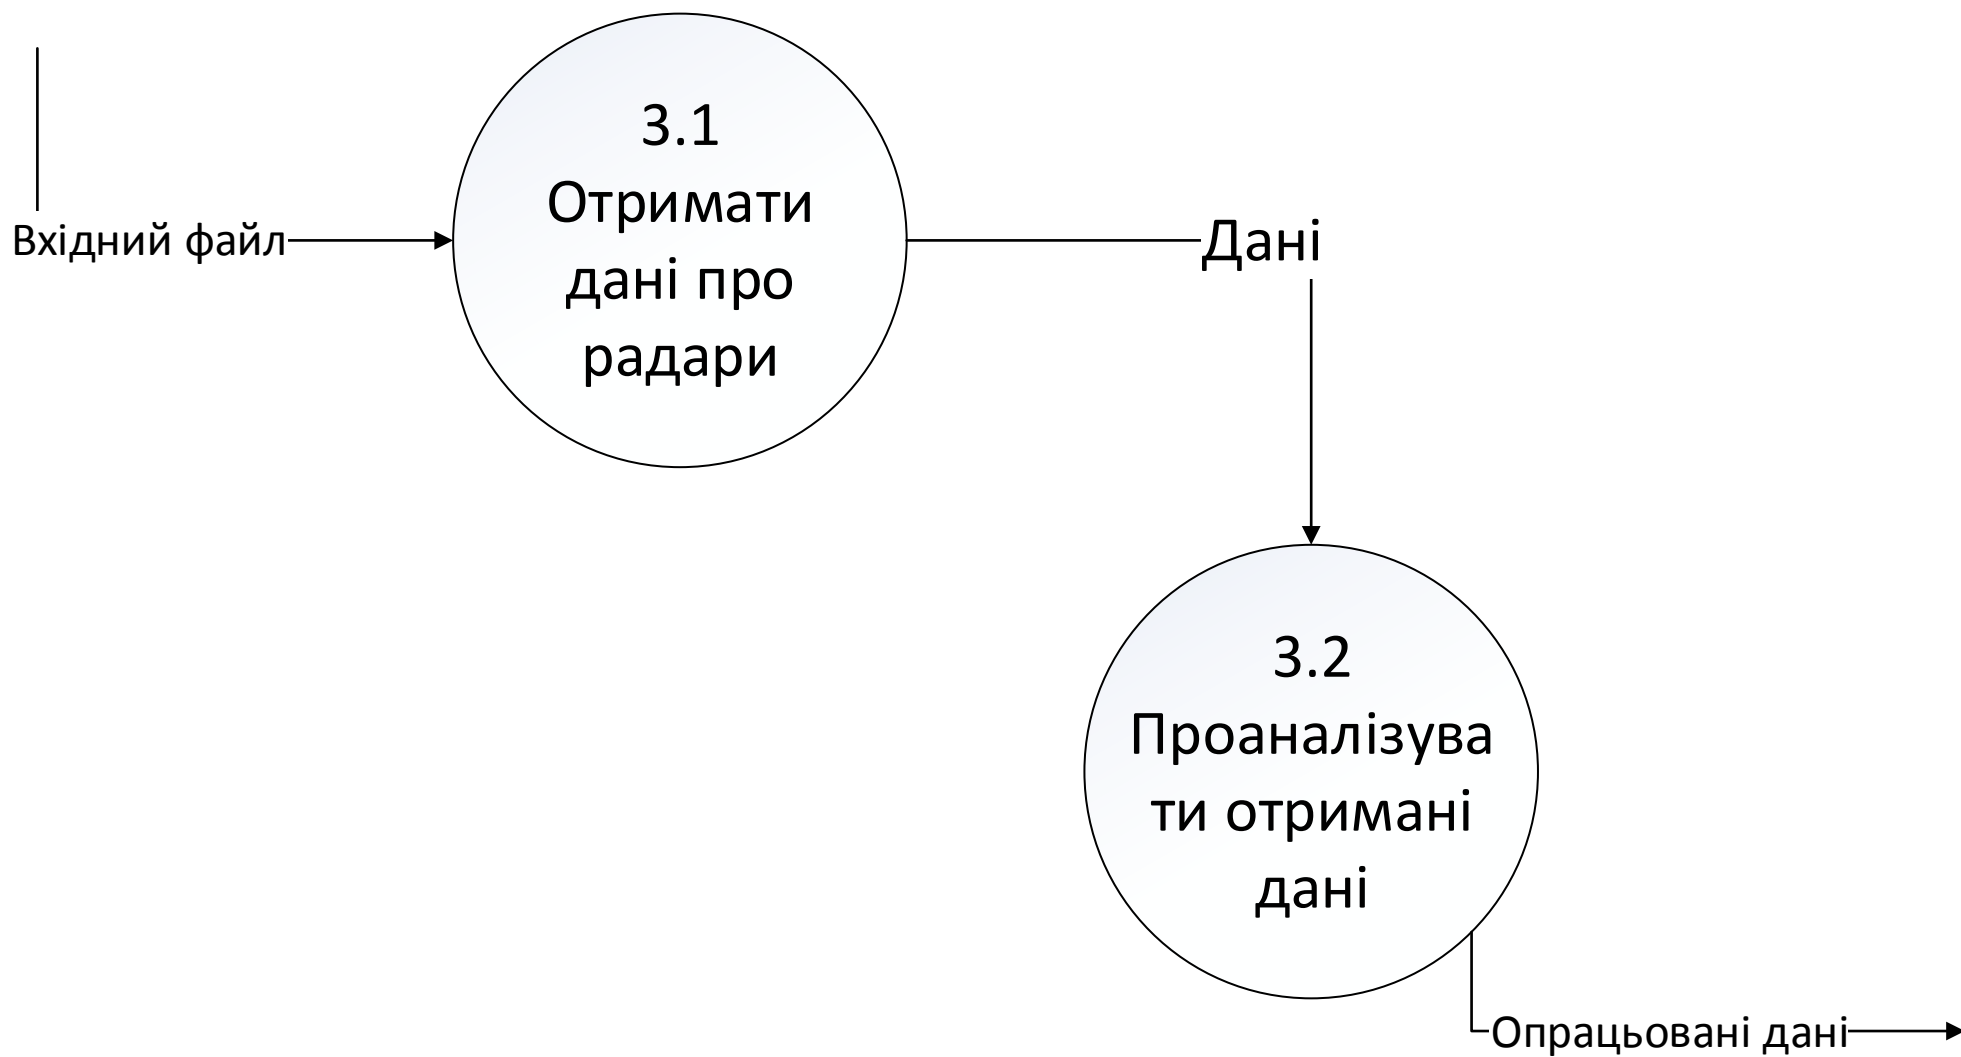 3.1
Отримати
дані про
радари
Вхідний файл
Дані
3.2
Проаналізува
ти отримані
дані
Опрацьовані дані